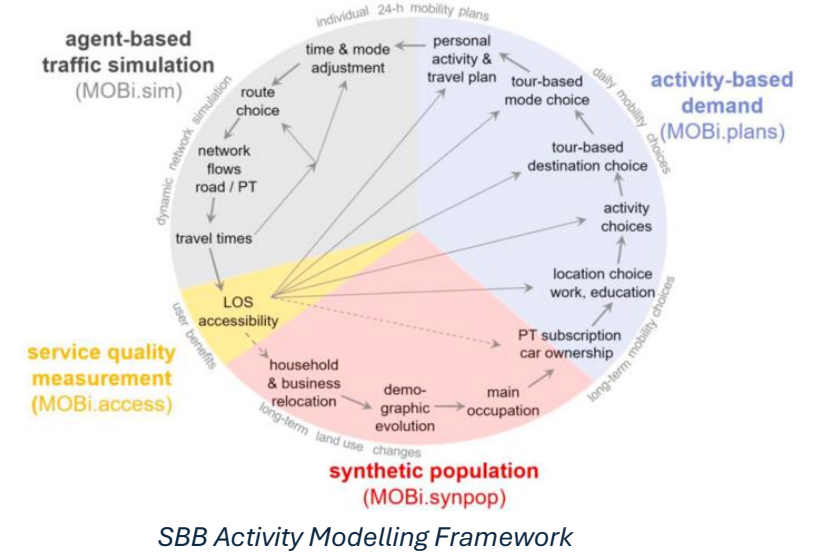 individual 24-h mobility plans
agent-based
traffic simulation
(MOBi.sim)
dynamic network simulation
time & mode
adjustment
route
choice
network
flows
road / PT
travel times
personal
activity &
travel plan
tour-based
mode choice
tour-based
destination choice
activity
choices
location choice
work, education
PT subscription
car ownership
daily mobility choices
activity-based
demand
(MOBi.plans)
long-term mobility choices
LOS
accessibility
user benefits
service quality
measurement
(MOBi.access)
household
& business
relocation
demo-
graphic
evolution
main
occupation
long-term land use changes
synthetic population
(MOBi.synpop)
SBB Activity Modelling Framework